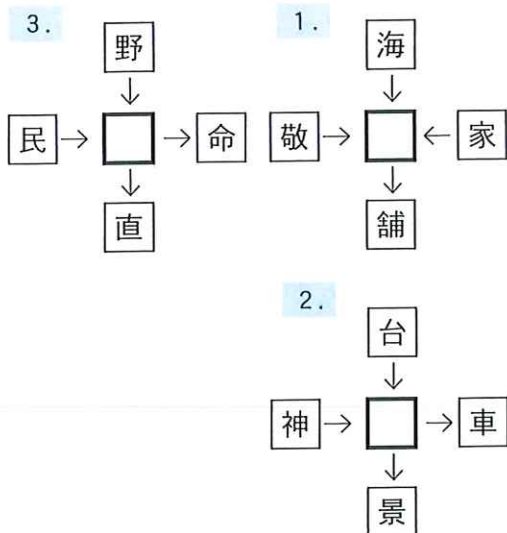 1.
海
敬 → □ ← 家
舗
2.
台
神 → □ → 車
景
3.
野
民 → □ → 命
直